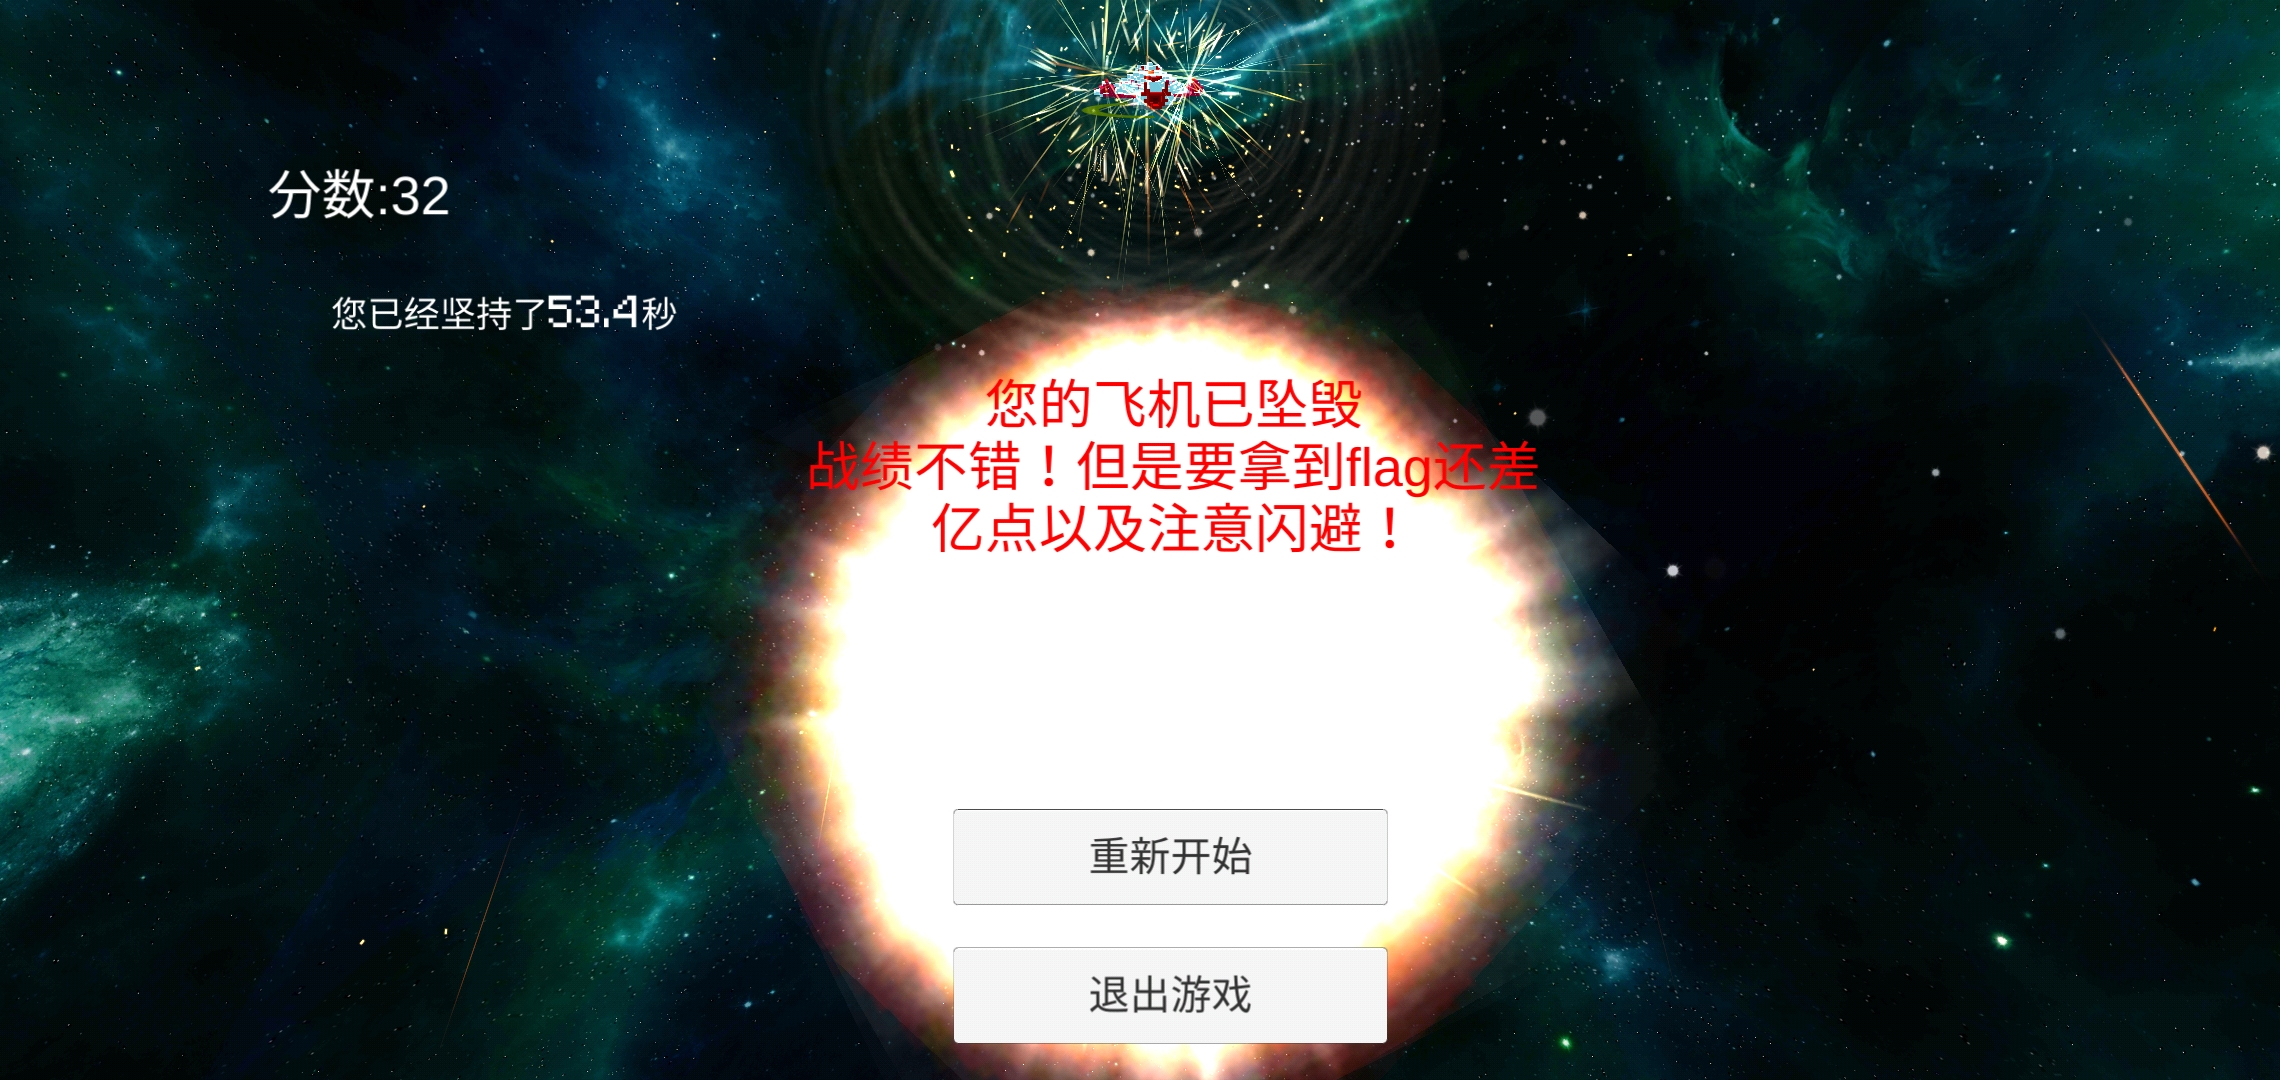 分数:32
您已经坚持了53.4秒
您的飞机已坠毁
战绩不错！但是要拿到flag还差
亿点以及注意闪避！
重新开始
退出游戏